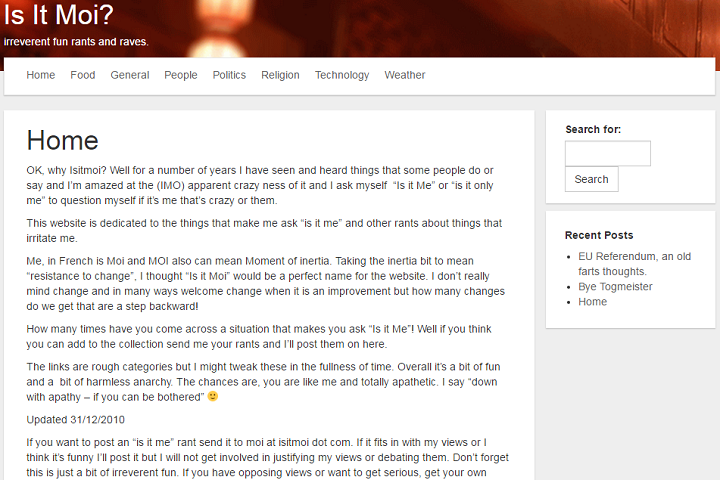 Is It Moi?
irreverent fun rants and raves.
Home Food General People Politics Religion Technology Weather
Home
OK, why Isitmoi? Well for a number of years I have seen and heard things that some people do or
say and I'm amazed at the (IMO) apparent crazy ness of it and I ask myself  “Is it Me” or “is it only
me” to question myself if it's me that's crazy or them.
This website is dedicated to the things that make me ask “is it me” and other rants about things that
irritate me.
Me, in French is Moi and MOI also can mean Moment of inertia. Taking the inertia bit to mean
“resistance to change”, I thought “Is it Moi” would be a perfect name for the website. I don't really
mind change and in many ways welcome change when it is an improvement but how many changes
do we get that are a step backward!
How many times have you come across a situation that makes you ask “Is it Me”! Well if you think
you can add to the collection send me your rants and I'll post them on here.
The links are rough categories but I might tweak these in the fullness of time. Overall it's a bit of fun
and a  bit of harmless anarchy. The chances are, you are like me and totally apathetic. I say “down
with apathy – if you can be bothered” 🙂
Updated 31/12/2010
If you want to post an “is it me” rant send it to moi at isitmoi dot com. If it fits in with my views or I
think it's funny I'll post it but I will not get involved in justifying my views or debating them. Don't forget
this is just a bit of irreverent fun. If you have opposing views or want to get serious, get your own
Search for:
Search
Recent Posts
EU Referendum, an old
farts thoughts.
Bye Togmeister
Home